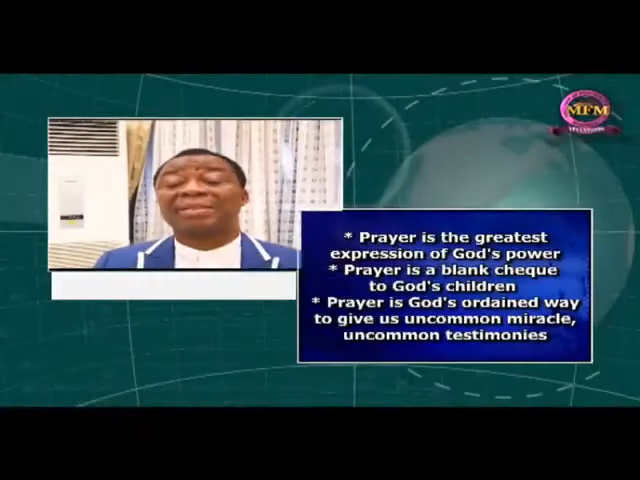 MFM
* Prayer is the greatest
expression of God's power
* Prayer is a blank cheque
to God's children
* Prayer is God's ordained way
to give us uncommon miracle,
uncommon testimonies